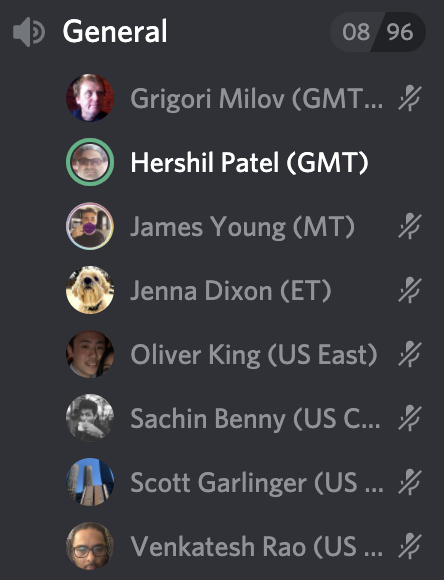 General 08 96
Grigori Milov (GMT...
Hershil Patel (GMT)
James Young (MT)
Jenna Dixon (ET)
Oliver King (US East)
Sachin Benny (US C...
Scott Garlinger (US ...
Venkatesh Rao (US ...